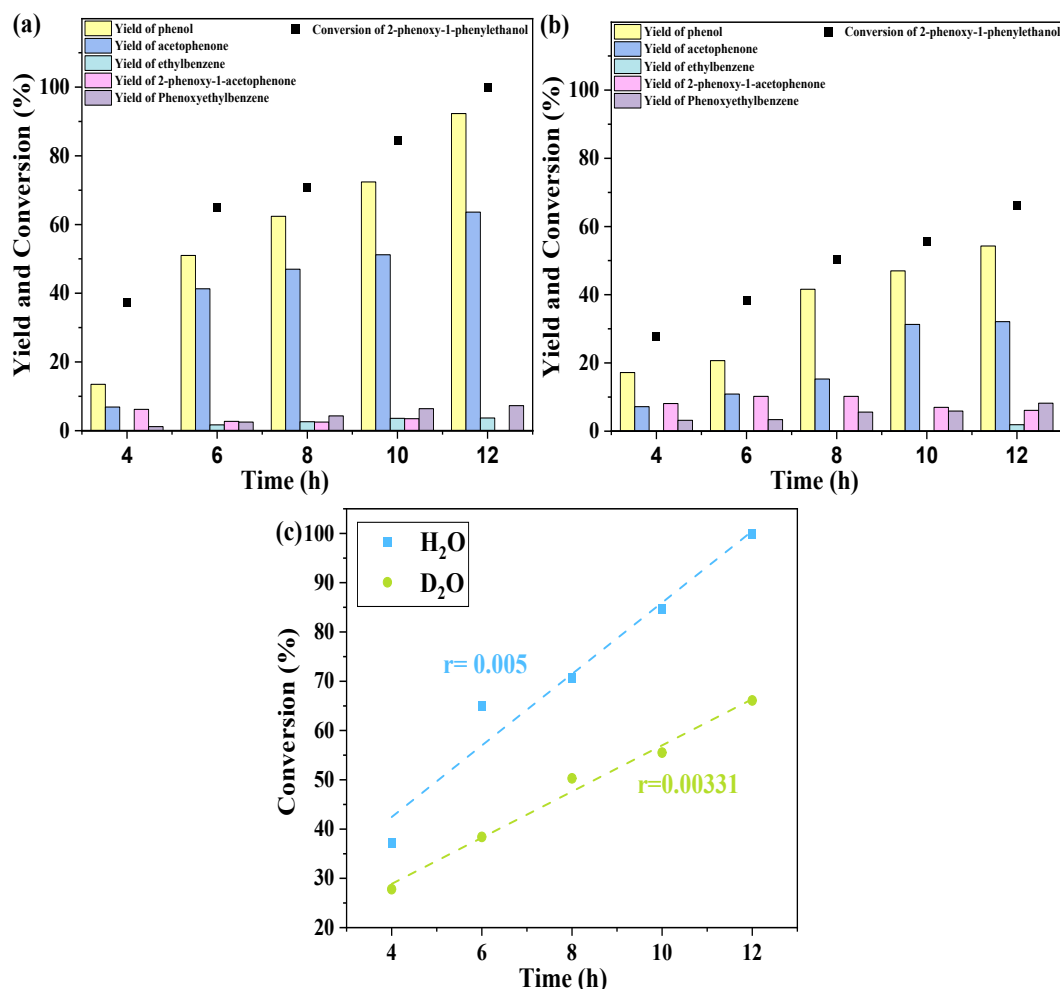 (a)
Yield of phenol
Yield of acetophenone
Yield of ethylbenzene
Yield of 2-phenoxy-1-acetophenone
Yield of Phenoxyethylbenzene
Conversion of 2-phenoxy-1-phenylethanol
Yield and Conversion (%)
100
80
60
40
20
0
4 6 8 10 12
Time (h)
(b)
Yield of phenol
Yield of acetophenone
Yield of ethylbenzene
Yield of 2-phenoxy-1-acetophenone
Yield of Phenoxyethylbenzene
Conversion of 2-phenoxy-1-phenylethanol
Yield and Conversion (%)
100
80
60
40
20
0
4 6 8 10 12
Time (h)
(c)
H₂O
D₂O
r= 0.005
r=0.00331
Conversion (%)
100
90
80
70
60
50
40
30
20
4 6 8 10 12
Time (h)